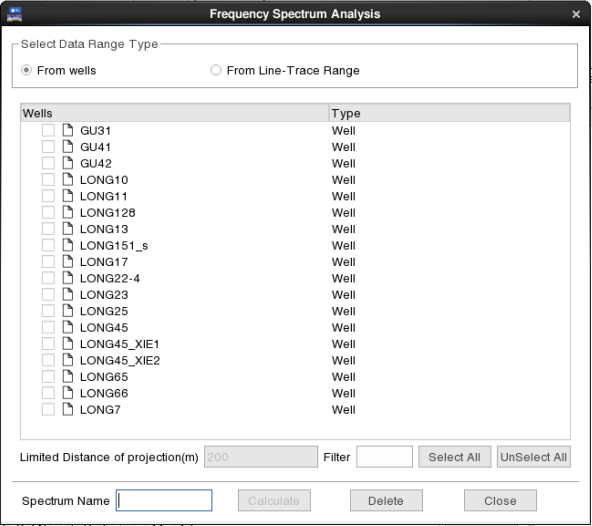 Frequency Spectrum Analysis
Select Data Range Type
From wells From Line-Trace Range
Wells Type
GU31 Well
GU41 Well
GU42 Well
LONG10 Well
LONG11 Well
LONG128 Well
LONG13 Well
LONG151_s Well
LONG17 Well
LONG22-4 Well
LONG23 Well
LONG25 Well
LONG45 Well
LONG45_XIE1 Well
LONG45_XIE2 Well
LONG65 Well
LONG66 Well
LONG7 Well
Limited Distance of projection(m) 200 Filter Select All UnSelect All
Spectrum Name Calculate Delete Close